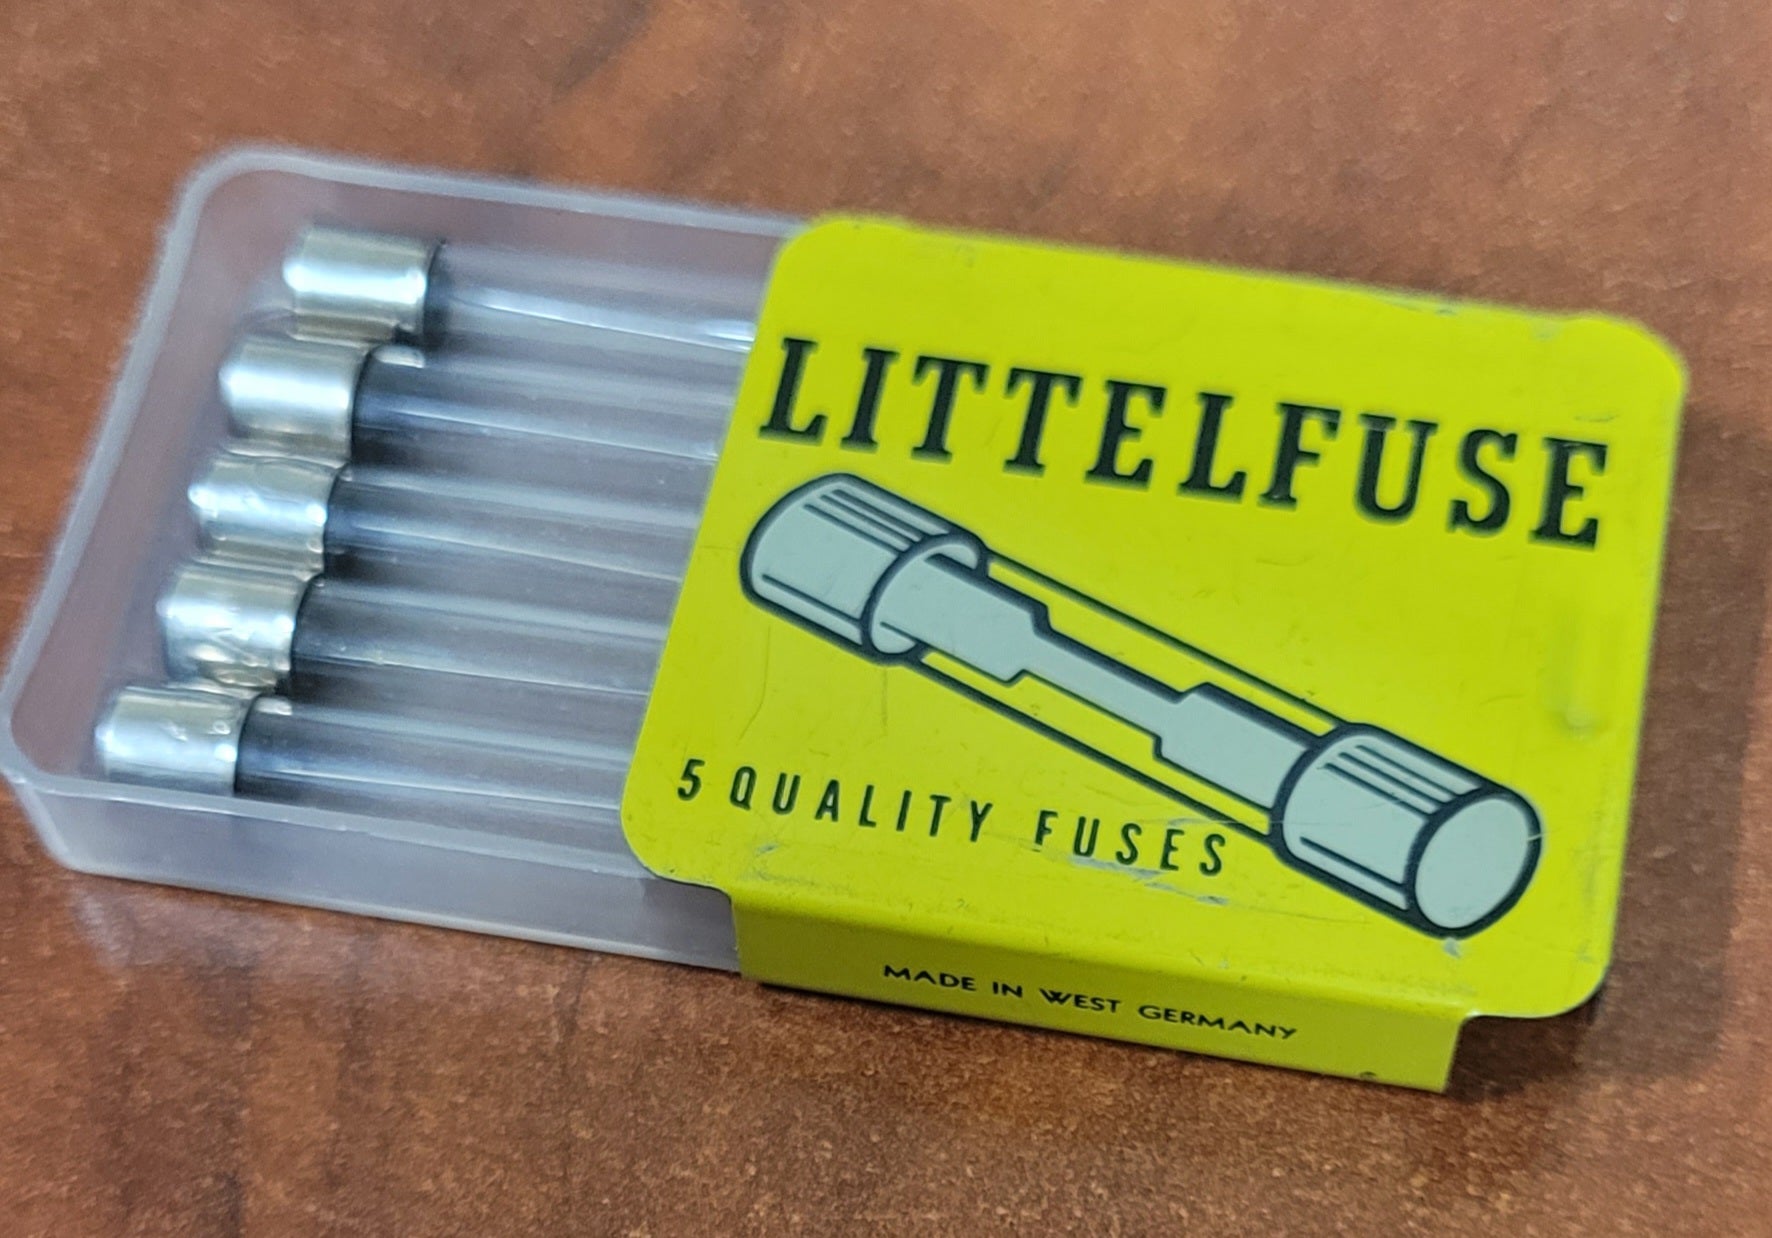 LITTELFUSE
5 QUALITY FUSES
MADE IN WEST GERMANY